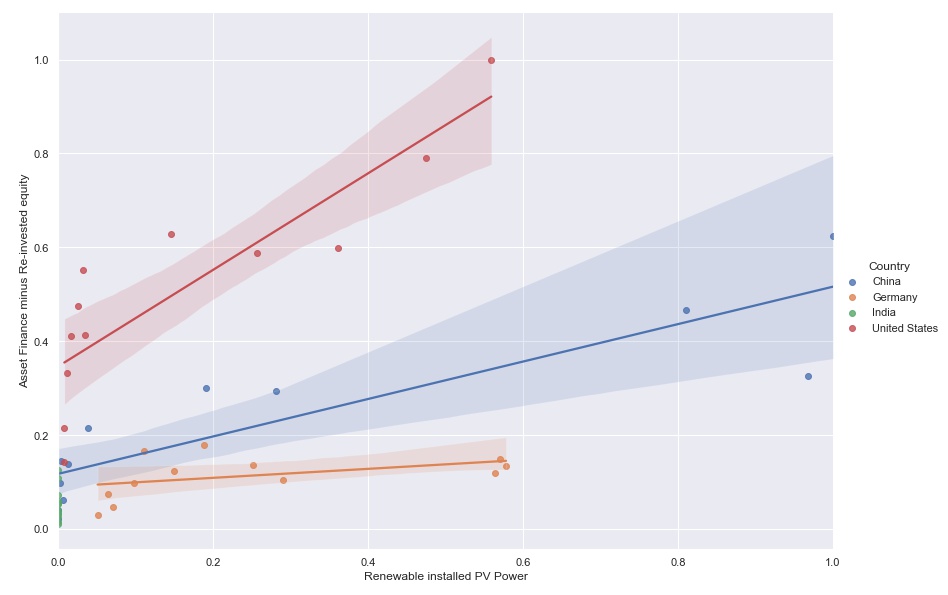 1.0
0.8
0.6
0.4
0.2
0.0
Asset Finance minus Re-invested equity
0.0 0.2 0.4 0.6 0.8 1.0
Renewable installed PV Power
Country
China
Germany
India
United States